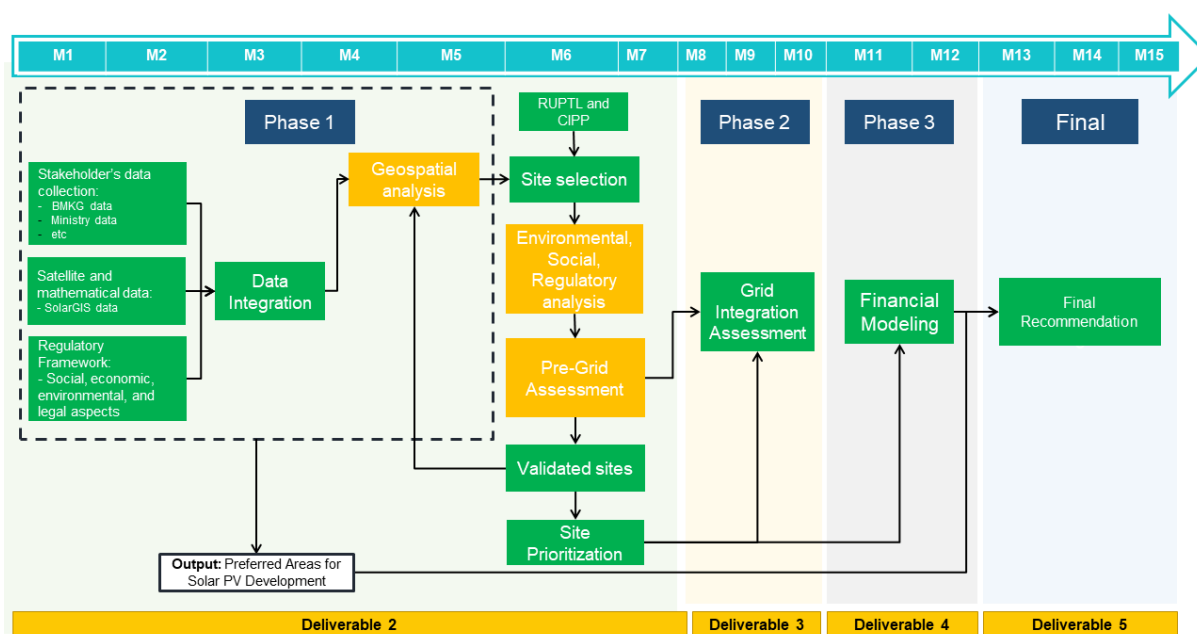 M1 M2 M3 M4 M5 M6 M7 M8 M9 M10 M11 M12 M13 M14 M15
Phase 1
RUPTL and
CIPP
Phase 2
Phase 3
Final
Stakeholder's data
collection:
- BMKG data
- Ministry data
- etc
Satellite and
mathematical data:
- SolarGIS data
Regulatory
Framework:
- Social, economic,
environmental, and
legal aspects
Data
Integration
Geospatial
analysis
Site selection
Environmental,
Social,
Regulatory
analysis
Pre-Grid
Assessment
Validated sites
Site
Prioritization
Grid
Integration
Assessment
Financial
Modeling
Final
Recommendation
Output: Preferred Areas for
Solar PV Development
Deliverable 2
Deliverable 3
Deliverable 4
Deliverable 5